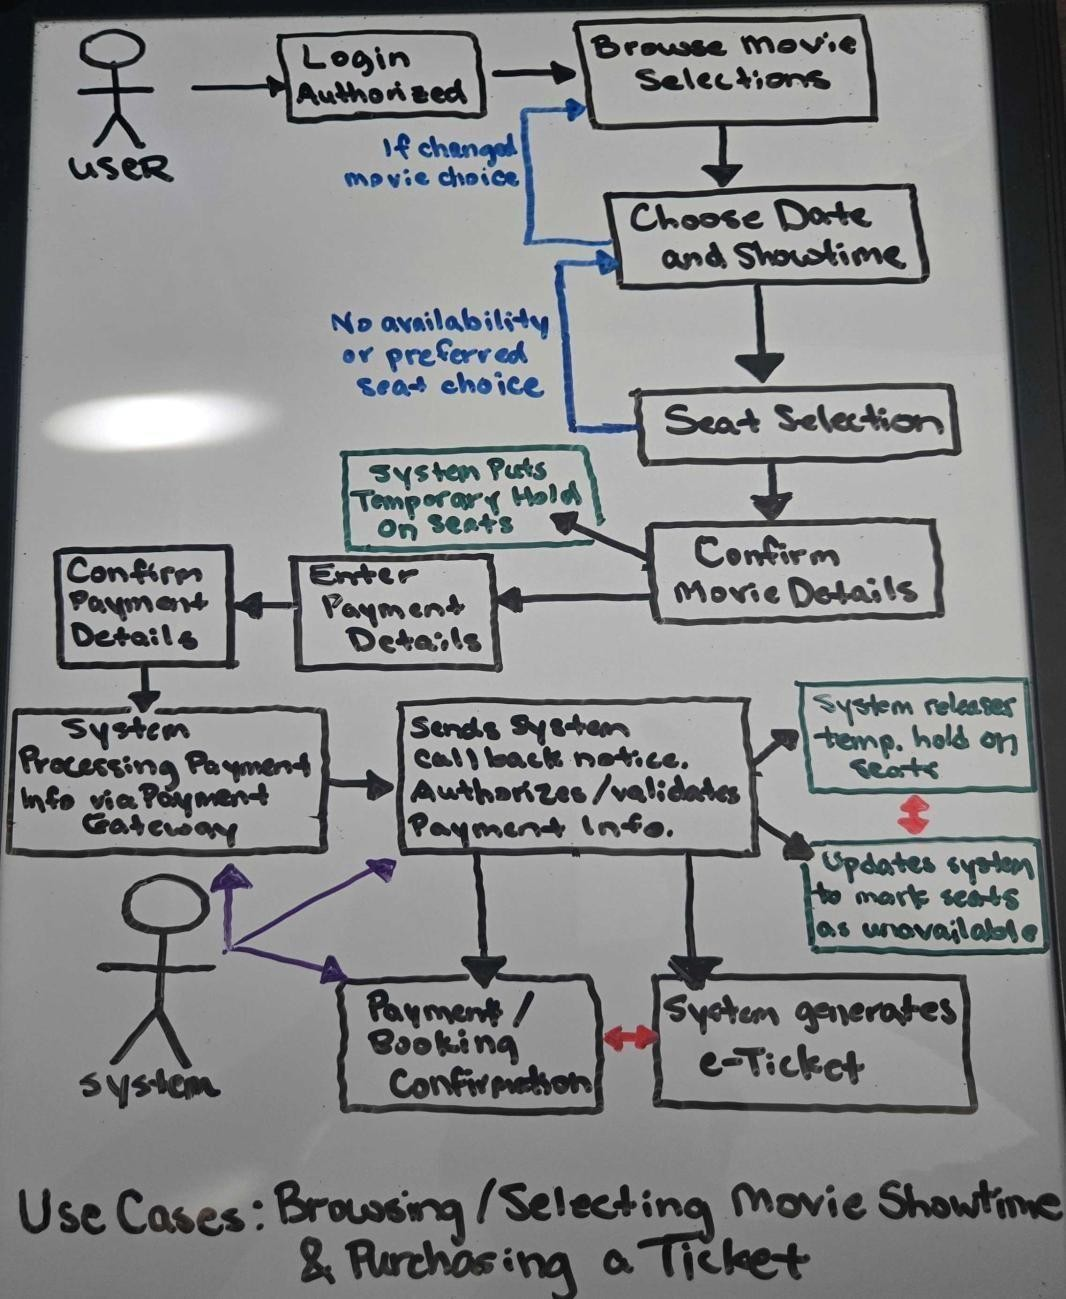 Login
Authorized
Browse Movie
Selections
user
If changed
movie choice
Choose Date
and Showtime
No availability
or preferred
seat choice
Seat Selection
System Puts
Temporary Hold
on seats
Confirm
Movie Details
Enter
Payment
Details
Confirm
Payment
Details
System
Processing Payment
Info via Payment
Gateway
Sends System
Call back notice.
Authorizes/validates
Payment Info.
System releases
temp. hold on
seats
Updates system
to mark seats
as unavailable
system
Payment/
Booking
Confirmation
System generates
e-Ticket
Use Cases: Browsing/Selecting Movie Showtime
& Purchasing a Ticket